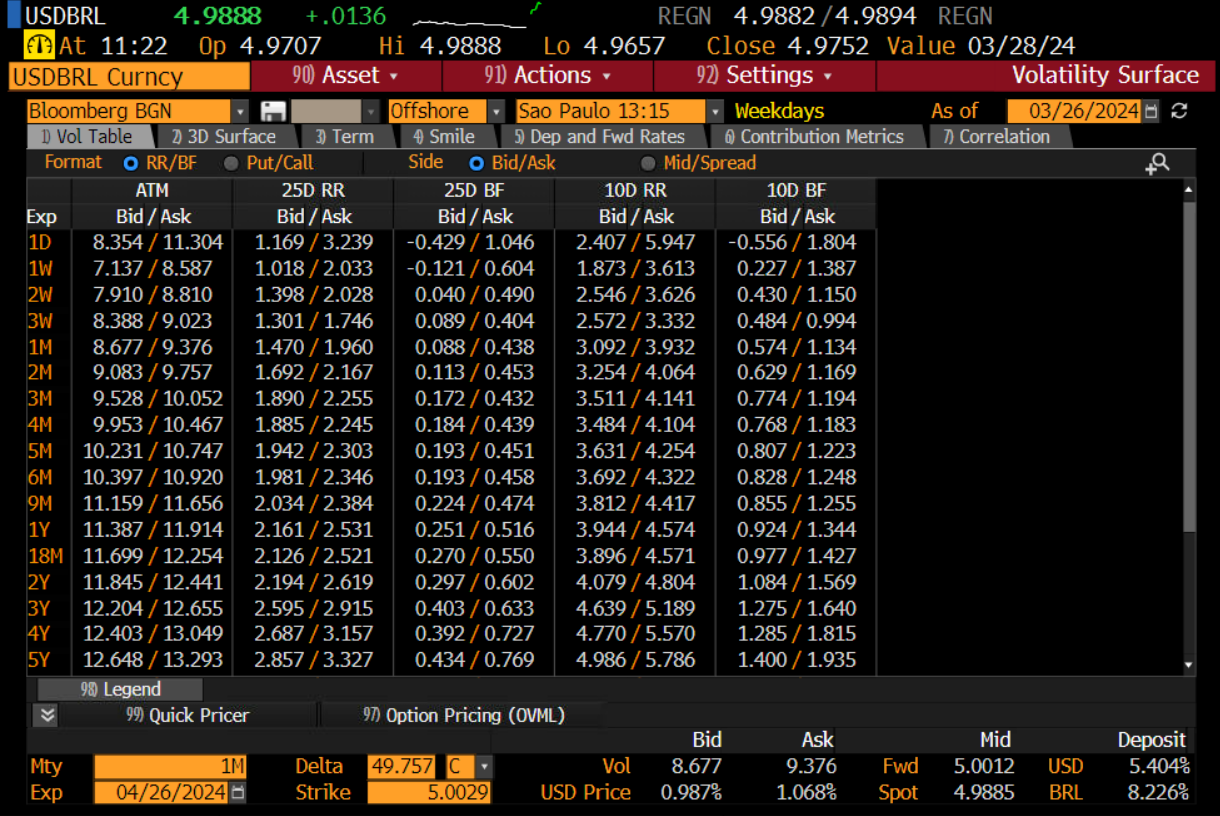 USDBRL 4.9888 +.0136 REGN 4.9882/4.9894 REGN
At 11:22 Op 4.9707 Hi 4.9888 Lo 4.9657 Close 4.9752 Value 03/28/24
USDBRL Curncy 90) Asset 91) Actions 92) Settings Volatility Surface
Bloomberg BGN Offshore Sao Paulo 13:15 Weekdays As of 03/26/2024
1) Vol Table 2) 3D Surface 3) Term 4) Smile 5) Dep and Fwd Rates 6) Contribution Metrics 7) Correlation
Format RR/BF Put/Call Side Bid/Ask Mid/Spread
ATM 25D RR 25D BF 10D RR 10D BF
Exp Bid/Ask Bid/Ask Bid/Ask Bid/Ask Bid/Ask
1D 8.354/11.304 1.169/3.239 -0.429/1.046 2.407/5.947 -0.556/1.804
1W 7.137/8.587 1.018/2.033 -0.121/0.604 1.873/3.613 0.227/1.387
2W 7.910/8.810 1.398/2.028 0.040/0.490 2.546/3.626 0.430/1.150
3W 8.388/9.023 1.301/1.746 0.089/0.404 2.572/3.332 0.484/0.994
1M 8.677/9.376 1.470/1.960 0.088/0.438 3.092/3.932 0.574/1.134
2M 9.083/9.757 1.692/2.167 0.113/0.453 3.254/4.064 0.629/1.169
3M 9.528/10.052 1.890/2.255 0.172/0.432 3.511/4.141 0.774/1.194
4M 9.953/10.467 1.885/2.245 0.184/0.439 3.484/4.104 0.768/1.183
5M 10.231/10.747 1.942/2.303 0.193/0.451 3.631/4.254 0.807/1.223
6M 10.397/10.920 1.981/2.346 0.193/0.458 3.692/4.322 0.828/1.248
9M 11.159/11.656 2.034/2.384 0.224/0.474 3.812/4.417 0.855/1.255
1Y 11.387/11.914 2.161/2.531 0.251/0.516 3.944/4.574 0.924/1.344
18M 11.699/12.254 2.126/2.521 0.270/0.550 3.896/4.571 0.977/1.427
2Y 11.845/12.441 2.194/2.619 0.297/0.602 4.079/4.804 1.084/1.569
3Y 12.204/12.655 2.595/2.915 0.403/0.633 4.639/5.189 1.275/1.640
4Y 12.403/13.049 2.687/3.157 0.392/0.727 4.770/5.570 1.285/1.815
5Y 12.648/13.293 2.857/3.327 0.434/0.769 4.986/5.786 1.400/1.935
98) Legend
99) Quick Pricer 97) Option Pricing (OVML)
Bid Ask Mid Deposit
Mty 1M Delta 49.757 C Vol 8.677 9.376 Fwd 5.0012 USD 5.404%
Exp 04/26/2024 Strike 5.0029 USD Price 0.987% 1.068% Spot 4.9885 BRL 8.226%